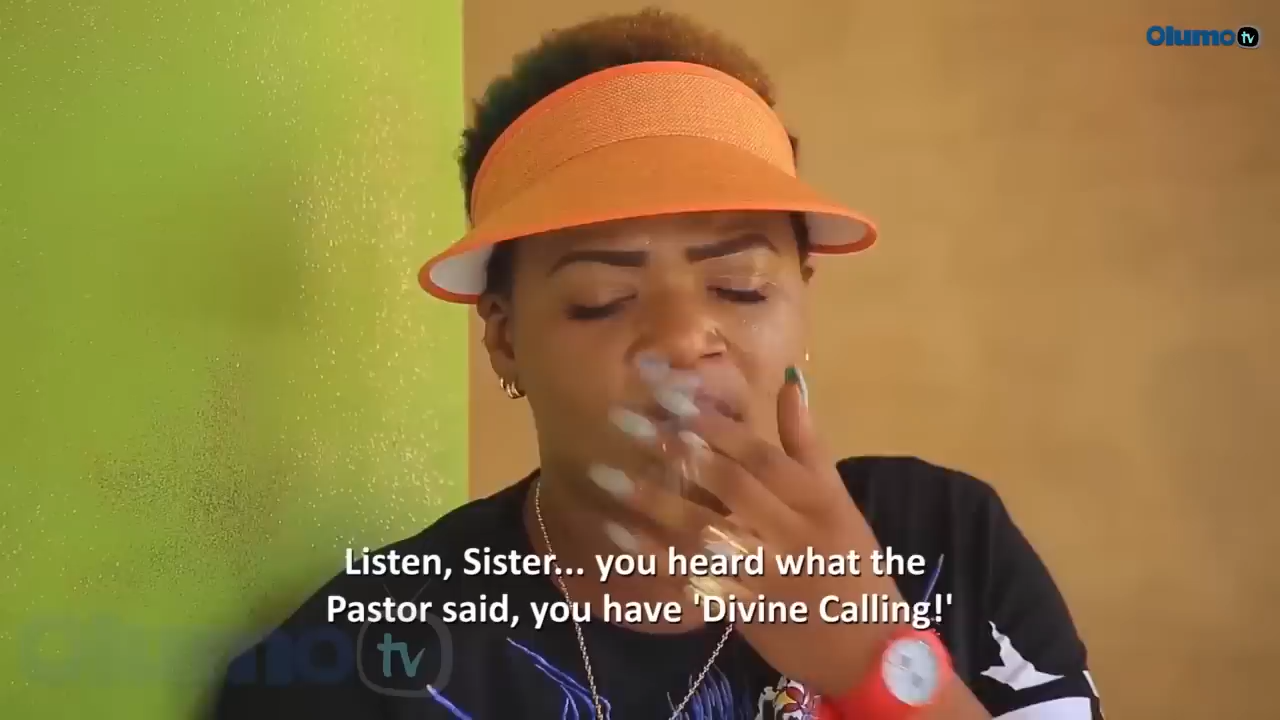 Olumo tv
Listen, Sister... you heard what the
Pastor said, you have 'Divine Calling!'
Olumo tv